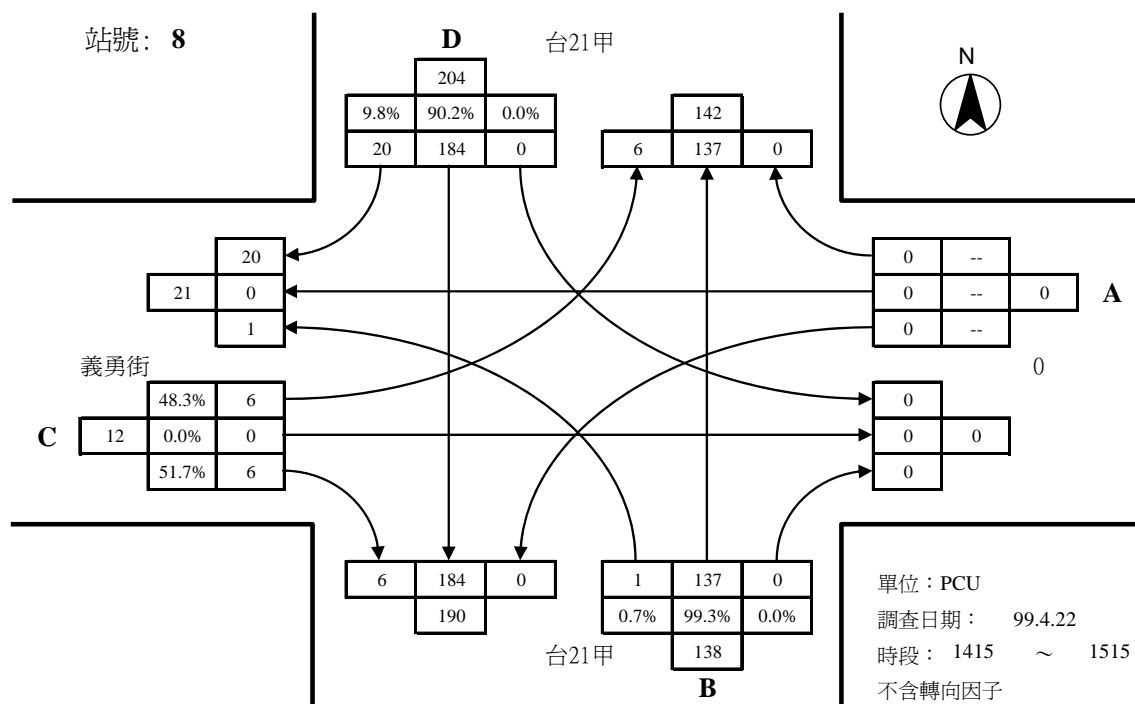 站號: 8
D
台21甲
N
204
9.8% 90.2% 0.0%
20 184 0
142
6 137 0
20
21 0
1
0 --
0 -- 0
0 --
A
義勇街
0
48.3% 6
C 12 0.0% 0
51.7% 6
0
0 0
0
6 184 0
190
1 137 0
0.7% 99.3% 0.0%
138
台21甲
B
單位：PCU
調查日期： 99.4.22
時段： 1415 ～ 1515
不含轉向因子